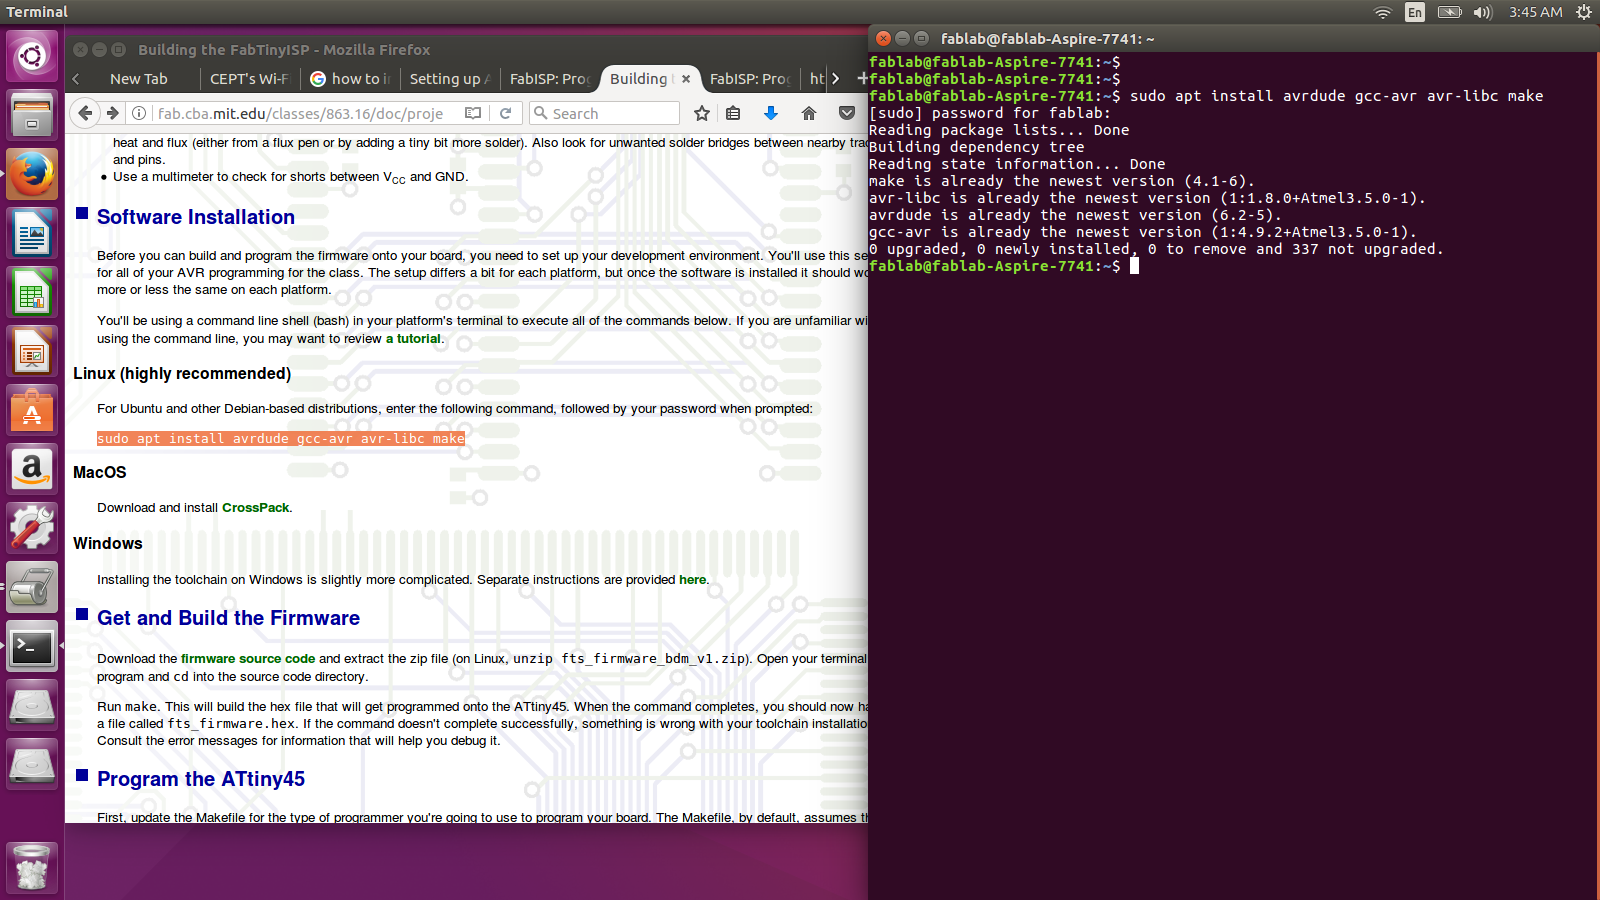 Terminal
En
3:45 AM
Building the FabTinyISP - Mozilla Firefox
New Tab
CEPT's Wi-F
how to i
Setting up A
FabISP: Pro
Building
FabISP: Pro
ht
fab.cba.mit.edu/classes/863.16/doc/proje
Search
heat and flux (either from a flux pen or by adding a tiny bit more solder). Also look for unwanted solder bridges between nearby tra
and pins.
Use a multimeter to check for shorts between VCC and GND.
Software Installation
Before you can build and program the firmware onto your board, you need to set up your development environment. You'll use this se
for all of your AVR programming for the class. The setup differs a bit for each platform, but once the software is installed it should wo
more or less the same on each platform.
You'll be using a command line shell (bash) in your platform's terminal to execute all of the commands below. If you are unfamiliar wi
using the command line, you may want to review a tutorial.
Linux (highly recommended)
For Ubuntu and other Debian-based distributions, enter the following command, followed by your password when prompted:
sudo apt install avrdude gcc-avr avr-libc make
MacOS
Download and install CrossPack.
Windows
Installing the toolchain on Windows is slightly more complicated. Separate instructions are provided here.
Get and Build the Firmware
Download the firmware source code and extract the zip file (on Linux, unzip fts_firmware_bdm_v1.zip). Open your terminal
program and cd into the source code directory.
Run make. This will build the hex file that will get programmed onto the ATtiny45. When the command completes, you should now ha
a file called fts_firmware.hex. If the command doesn't complete successfully, something is wrong with your toolchain installatio
Consult the error messages for information that will help you debug it.
Program the ATtiny45
First, update the Makefile for the type of programmer you're going to use to program your board. The Makefile, by default, assumes th
fablab@fablab-Aspire-7741: ~
fablab@fablab-Aspire-7741:~$
fablab@fablab-Aspire-7741:~$
fablab@fablab-Aspire-7741:~$ sudo apt install avrdude gcc-avr avr-libc make
[sudo] password for fablab:
Reading package lists... Done
Building dependency tree
Reading state information... Done
make is already the newest version (4.1-6).
avr-libc is already the newest version (1:1.8.0+Atmel3.5.0-1).
avrdude is already the newest version (6.2-5).
gcc-avr is already the newest version (1:4.9.2+Atmel3.5.0-1).
0 upgraded, 0 newly installed, 0 to remove and 337 not upgraded.
fablab@fablab-Aspire-7741:~$